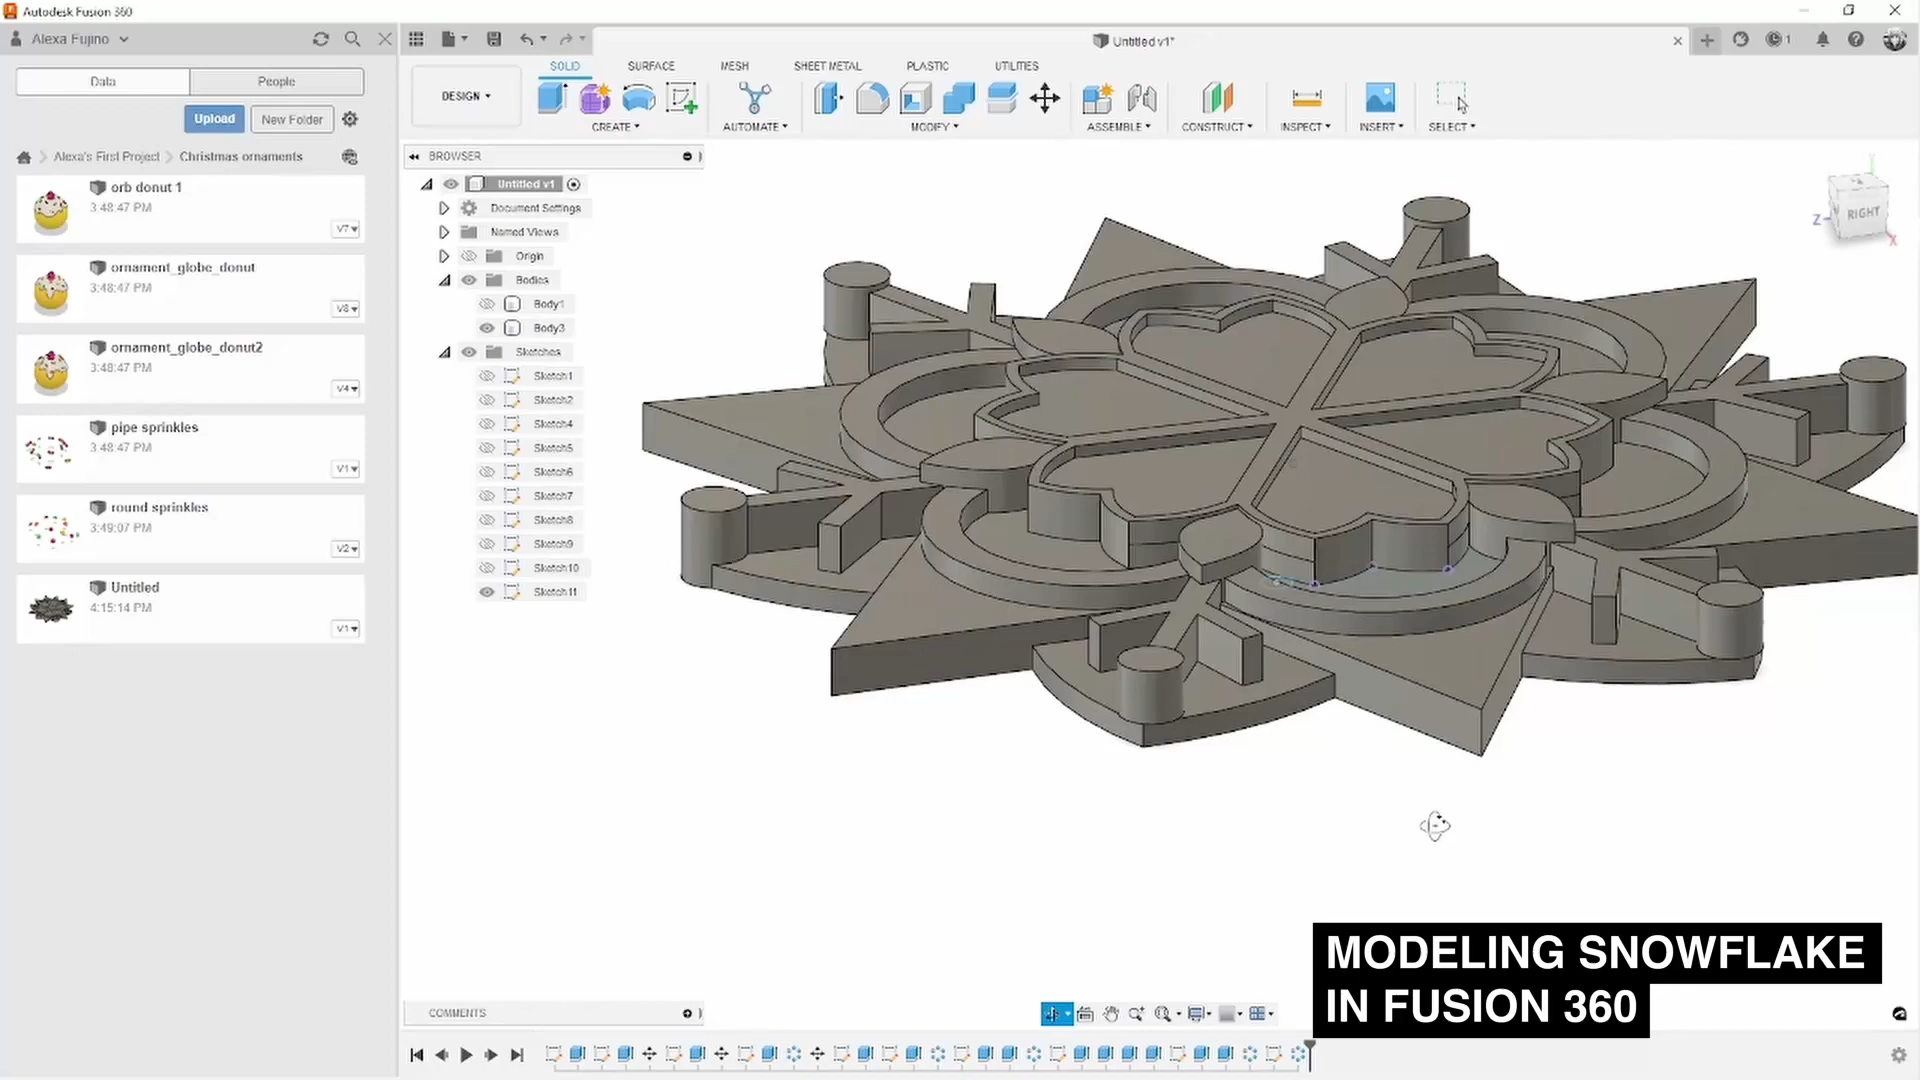 Autodesk Fusion 360
Alexa Fujino
Untitled v1*
1
Data
People
Upload
New Folder
Alexa's First Project
Christmas ornaments
orb donut 1
3:48:47 PM
V7
ornament_globe_donut
3:48:47 PM
V8
ornament_globe_donut2
3:48:47 PM
V4
pipe sprinkles
3:48:47 PM
V1
round sprinkles
3:49:07 PM
V2
Untitled
4:15:14 PM
V1
DESIGN
SOLID
SURFACE
MESH
SHEET METAL
PLASTIC
UTILITIES
CREATE
AUTOMATE
MODIFY
ASSEMBLE
CONSTRUCT
INSPECT
INSERT
SELECT
BROWSER
Untitled v1
Document Settings
Named Views
Origin
Bodies
Body1
Body3
Sketches
Sketch1
Sketch2
Sketch4
Sketch5
Sketch6
Sketch7
Sketch8
Sketch9
Sketch10
Sketch11
RIGHT
Z
X
COMMENTS
MODELING SNOWFLAKE
IN FUSION 360